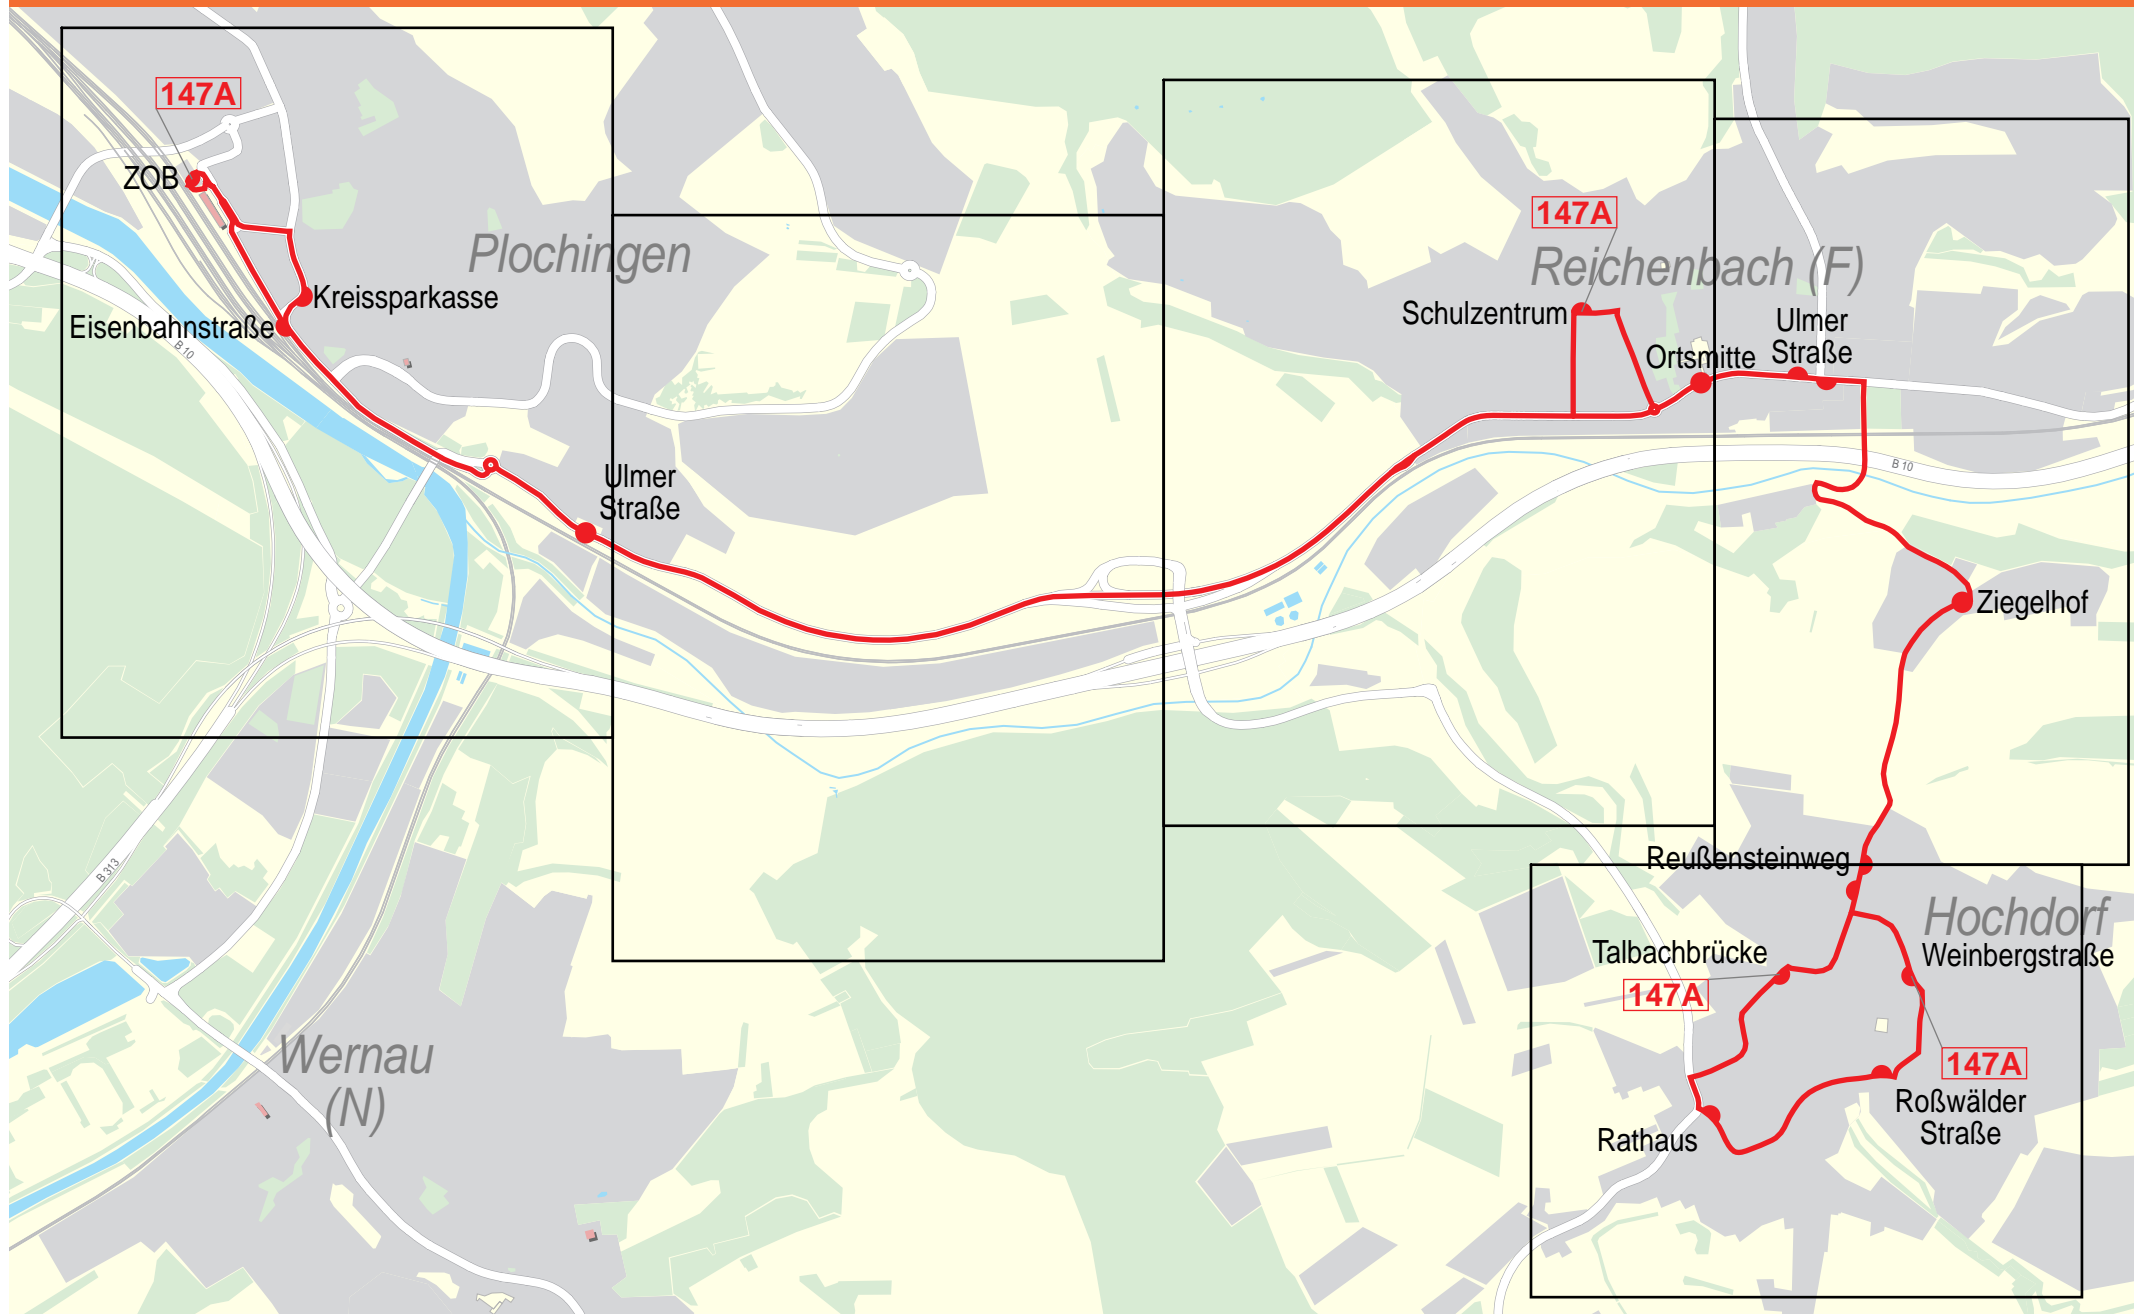 147A
ZOB
Plochingen
Kreissparkasse
Eisenbahnstraße
B 10
Ulmer
Straße
147A
Reichenbach (F)
Schulzentrum
Ulmer
Straße
Ortsmitte
B 10
Ziegelhof
B 313
Reußensteinweg
Hochdorf
Weinbergstraße
Talbachbrücke
147A
147A
Roßwälder
Straße
Rathaus
Wernau
(N)